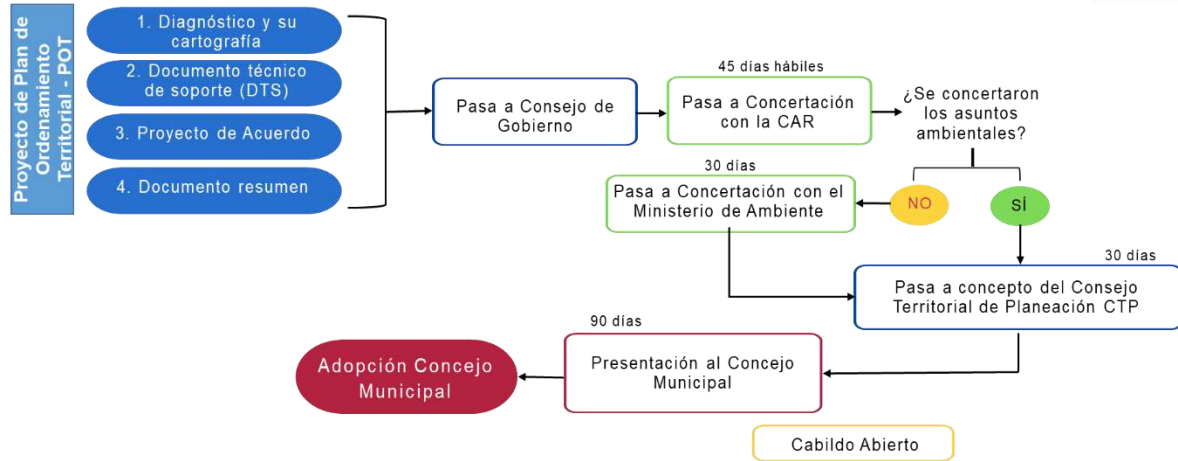 Proyecto de Plan de
Ordenamiento
Territorial - POT
1. Diagnóstico y su
cartografía
2. Documento técnico
de soporte (DTS)
3. Proyecto de Acuerdo
4. Documento resumen
Pasa a Consejo de
Gobierno
45 días hábiles
Pasa a Concertación
con la CAR
¿Se concertaron
los asuntos
ambientales?
NO
SÍ
30 días
Pasa a Concertación con el
Ministerio de Ambiente
30 días
Pasa a concepto del Consejo
Territorial de Planeación CTP
90 días
Presentación al Concejo
Municipal
Adopción Concejo
Municipal
Cabildo Abierto